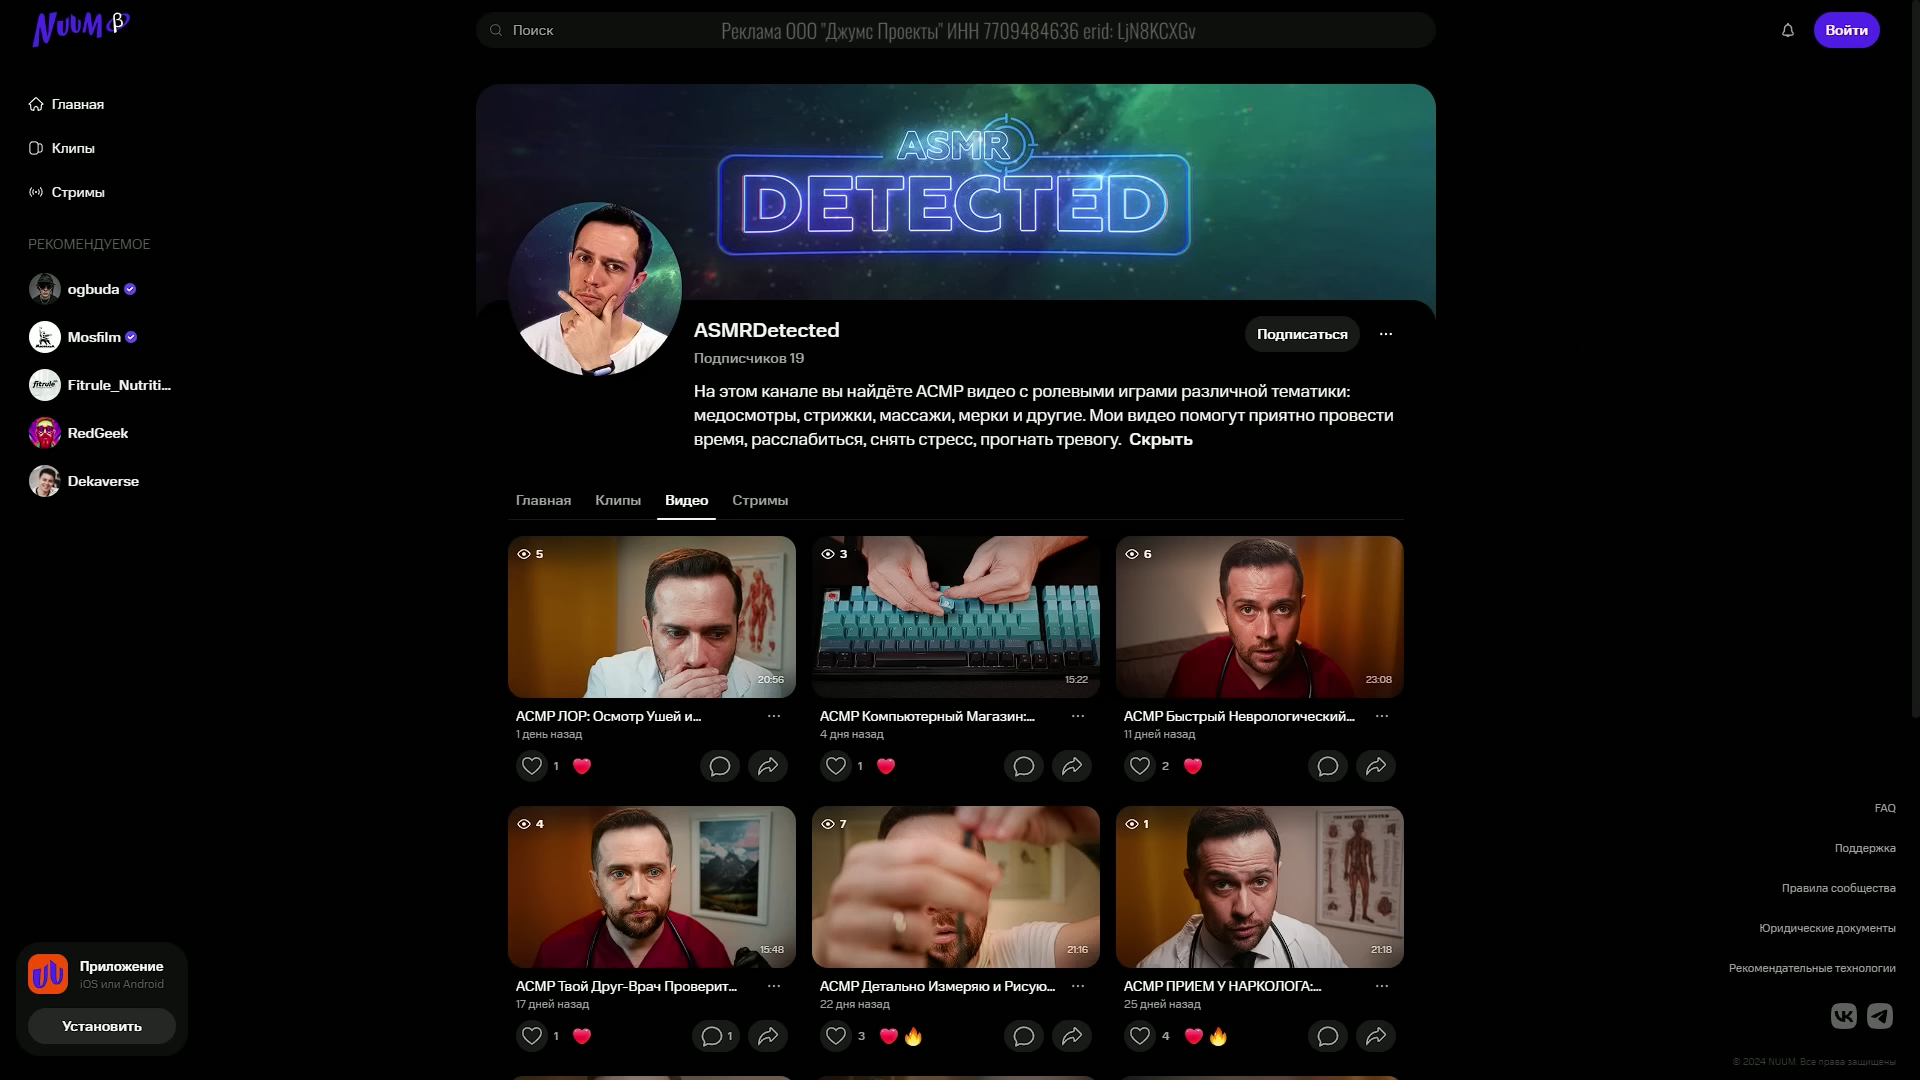 NUUM β
Поиск
Реклама ООО "Джумс Проекты" ИНН 7709484636 erid: LjN8KCXGv
Войти
Главная
Клипы
Стримы
РЕКОМЕНДУЕМОЕ
ogbuda
Mosfilm
Fitrule_Nutriti...
RedGeek
Dekaverse
ASMR
DETECTED
ASMRDetected
Подписаться
Подписчиков 19
На этом канале вы найдёте АСМР видео с ролевыми играми различной тематики:
медосмотры, стрижки, массажи, мерки и другие. Мои видео помогут приятно провести
время, расслабиться, снять стресс, прогнать тревогу. Скрыть
Главная Клипы Видео Стримы
5 3 6
20:56 15:22 23:08
АСМР ЛОР: Осмотр Ушей и...
1 день назад
1
АСМР Компьютерный Магазин:...
4 дня назад
1
АСМР Быстрый Неврологический...
11 дней назад
2
4 7 1
15:48 21:16 21:18
АСМР Твой Друг-Врач Проверит...
17 дней назад
1 1
АСМР Детально Измеряю и Рисую...
22 дня назад
3
АСМР ПРИЕМ У НАРКОЛОГА:...
25 дней назад
4
Приложение
iOS или Android
Установить
FAQ
Поддержка
Правила сообщества
Юридические документы
Рекомендательные технологии
© 2024 NUUM. Все права защищены